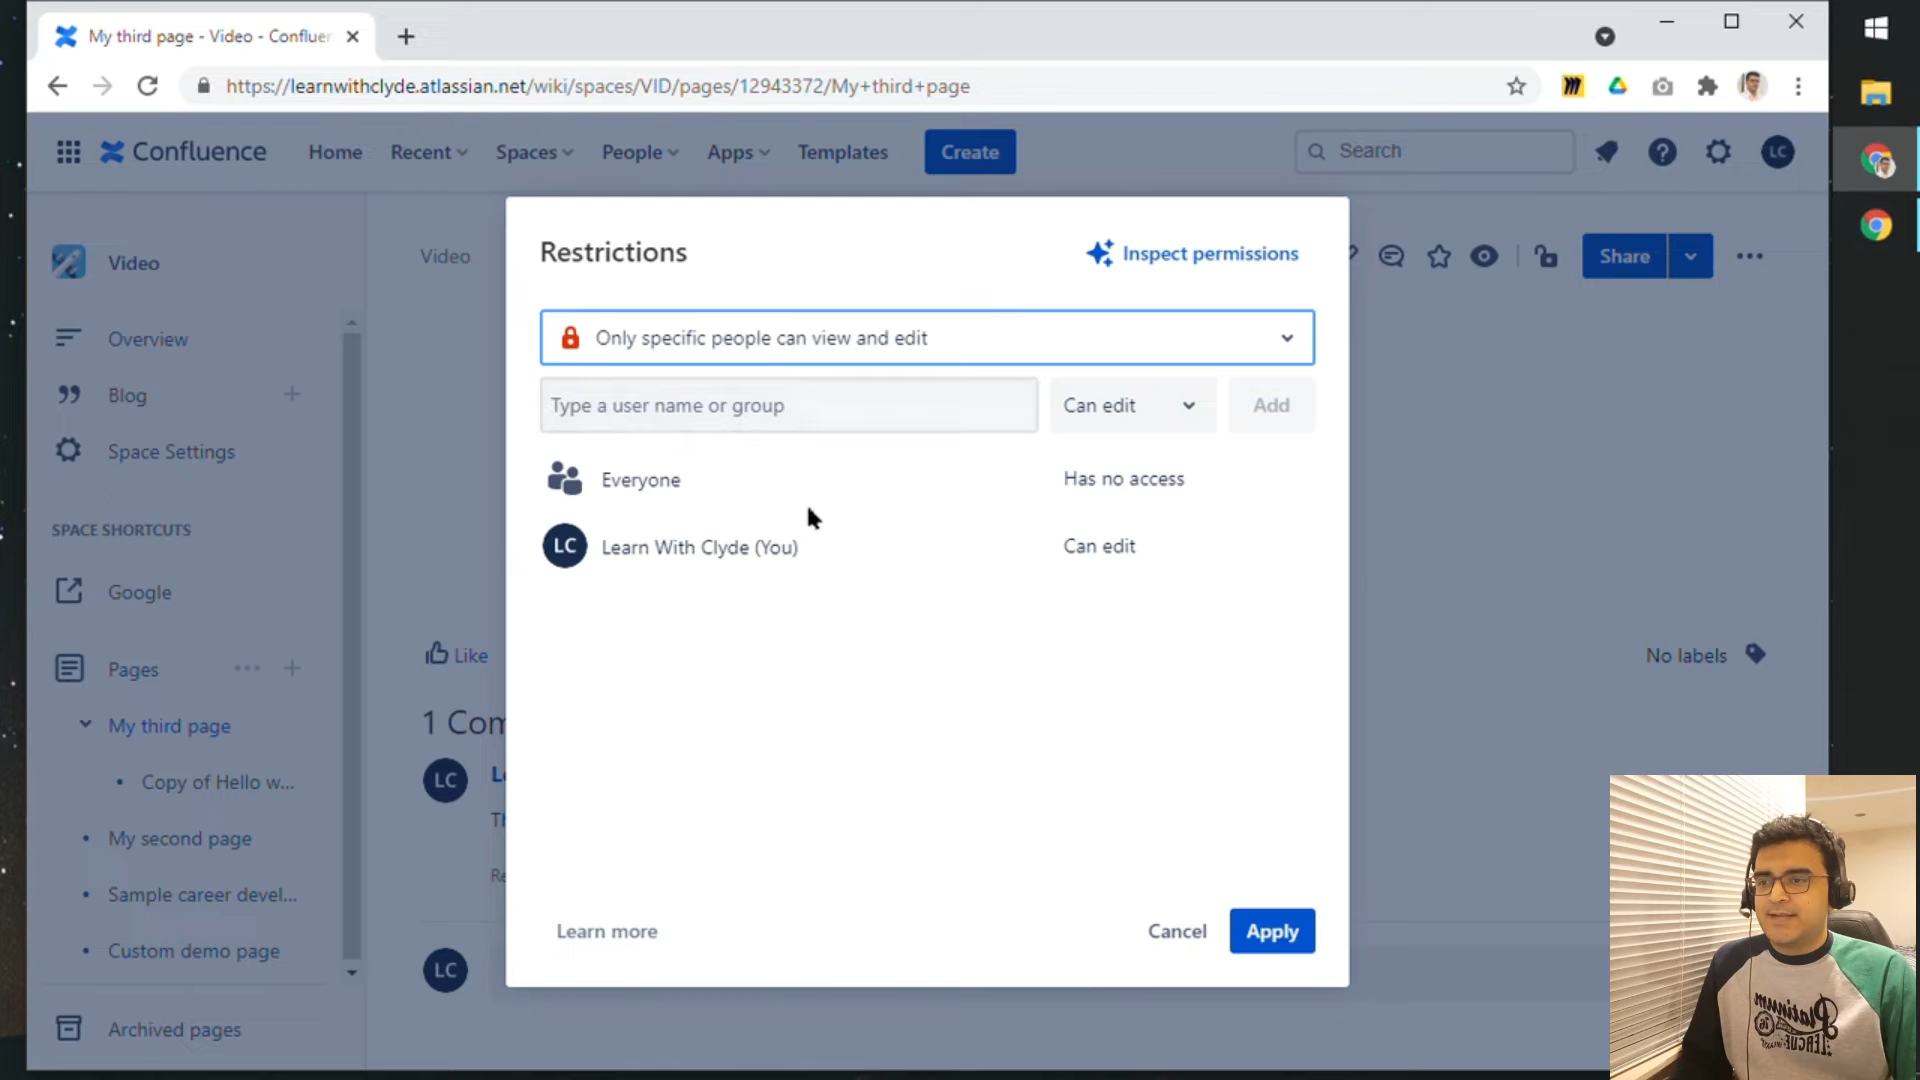 My third page - Video - Confluen
https://learnwithclyde.atlassian.net/wiki/spaces/VID/pages/12943372/My+third+page
Confluence
Home
Recent
Spaces
People
Apps
Templates
Create
Search
LC
Video
Overview
Blog
Space Settings
SPACE SHORTCUTS
Google
Pages
My third page
Copy of Hello w...
My second page
Sample career devel...
Custom demo page
Archived pages
Video
Share
Restrictions
Inspect permissions
Only specific people can view and edit
Type a user name or group
Can edit
Add
Everyone
Has no access
LC
Learn With Clyde (You)
Can edit
Learn more
Cancel
Apply
Like
No labels
1 Com
LC
Re
LC